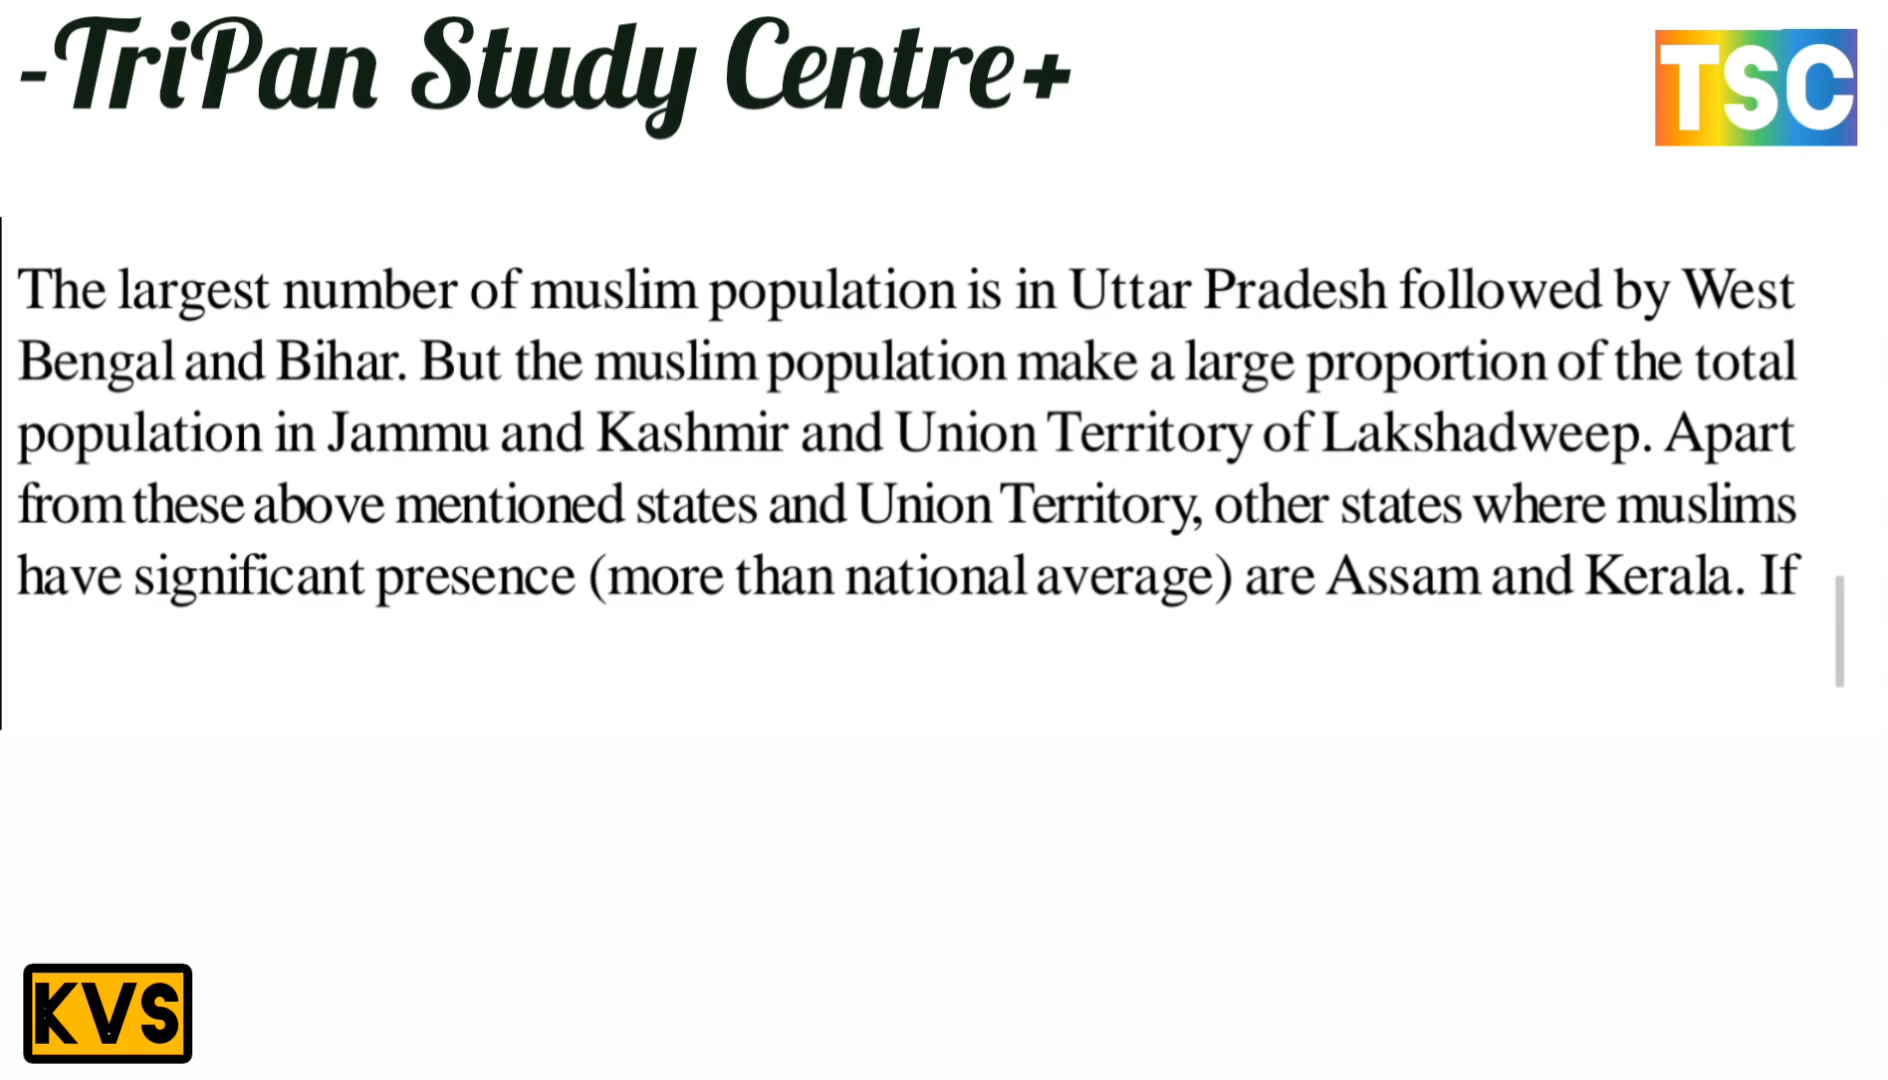 -TriPan Study Centre+
TSC
The largest number of muslim population is in Uttar Pradesh followed by West
Bengal and Bihar. But the muslim population make a large proportion of the total
population in Jammu and Kashmir and Union Territory of Lakshadweep. Apart
from these above mentioned states and Union Territory, other states where muslims
have significant presence (more than national average) are Assam and Kerala. If
KVS